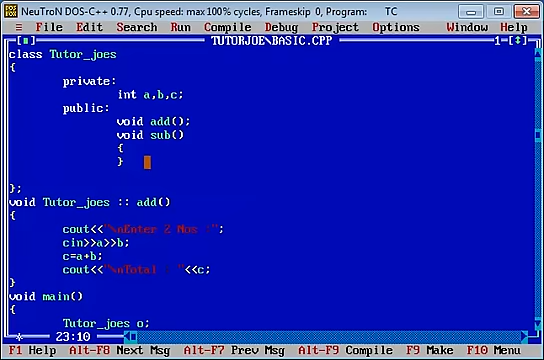 NeuTroN DOS-C++ 0.77, Cpu speed: max 100% cycles, Frameskip 0, Program: TC
≡ File Edit Search Run Compile Debug Project Options Window Help
[■] TUTORJOE\BASIC.CPP 1=[↕]
class Tutor_joes
{
private:
int a,b,c;
public:
void add();
void sub()
{
}
};
void Tutor_joes :: add()
{
cout<<"\nEnter 2 Nos :";
cin>>a>>b;
c=a+b;
cout<<"\nTotal : "<<c;
}
void main()
{
Tutor_joes o;
23:10
F1 Help Alt-F8 Next Msg Alt-F7 Prev Msg Alt-F9 Compile F9 Make F10 Menu